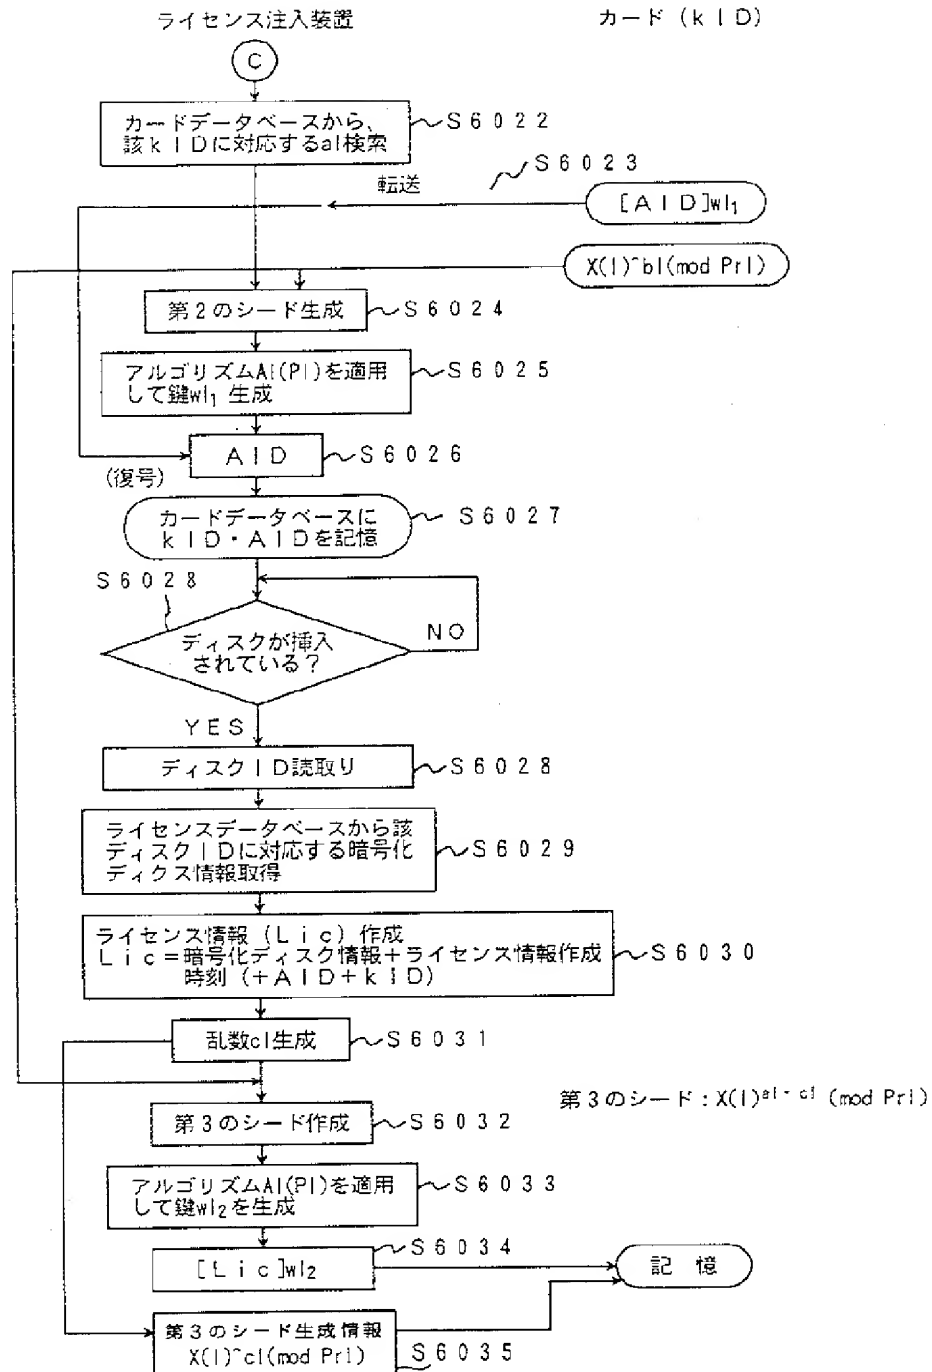 ライセンス注入装置
カード (kID)
C
カードデータベースから、
該kIDに対応するal検索
S6022
S6023
転送
[AID]wl₁
X(l)^bl(mod Prl)
第2のシード生成
S6024
アルゴリズムAl(Pl)を適用
して鍵wl₁ 生成
S6025
AID
S6026
(復号)
カードデータベースに
kID・AIDを記憶
S6027
S6028
ディスクが挿入
されている?
NO
YES
ディスクID読取り
S6028
ライセンスデータベースから該
ディスクIDに対応する暗号化
ディクス情報取得
S6029
ライセンス情報 (Lic) 作成
Lic=暗号化ディスク情報+ライセンス情報作成
時刻 (+AID+kID)
S6030
乱数cl生成
S6031
第3のシード:X(l)
(mod Prl)
第3のシード作成
S6032
アルゴリズムAl(Pl)を適用
して鍵wl₂を生成
S6033
[Lic]wl₂
S6034
記 憶
第3のシード生成情報
X(l)^cl(mod Prl)
S6035